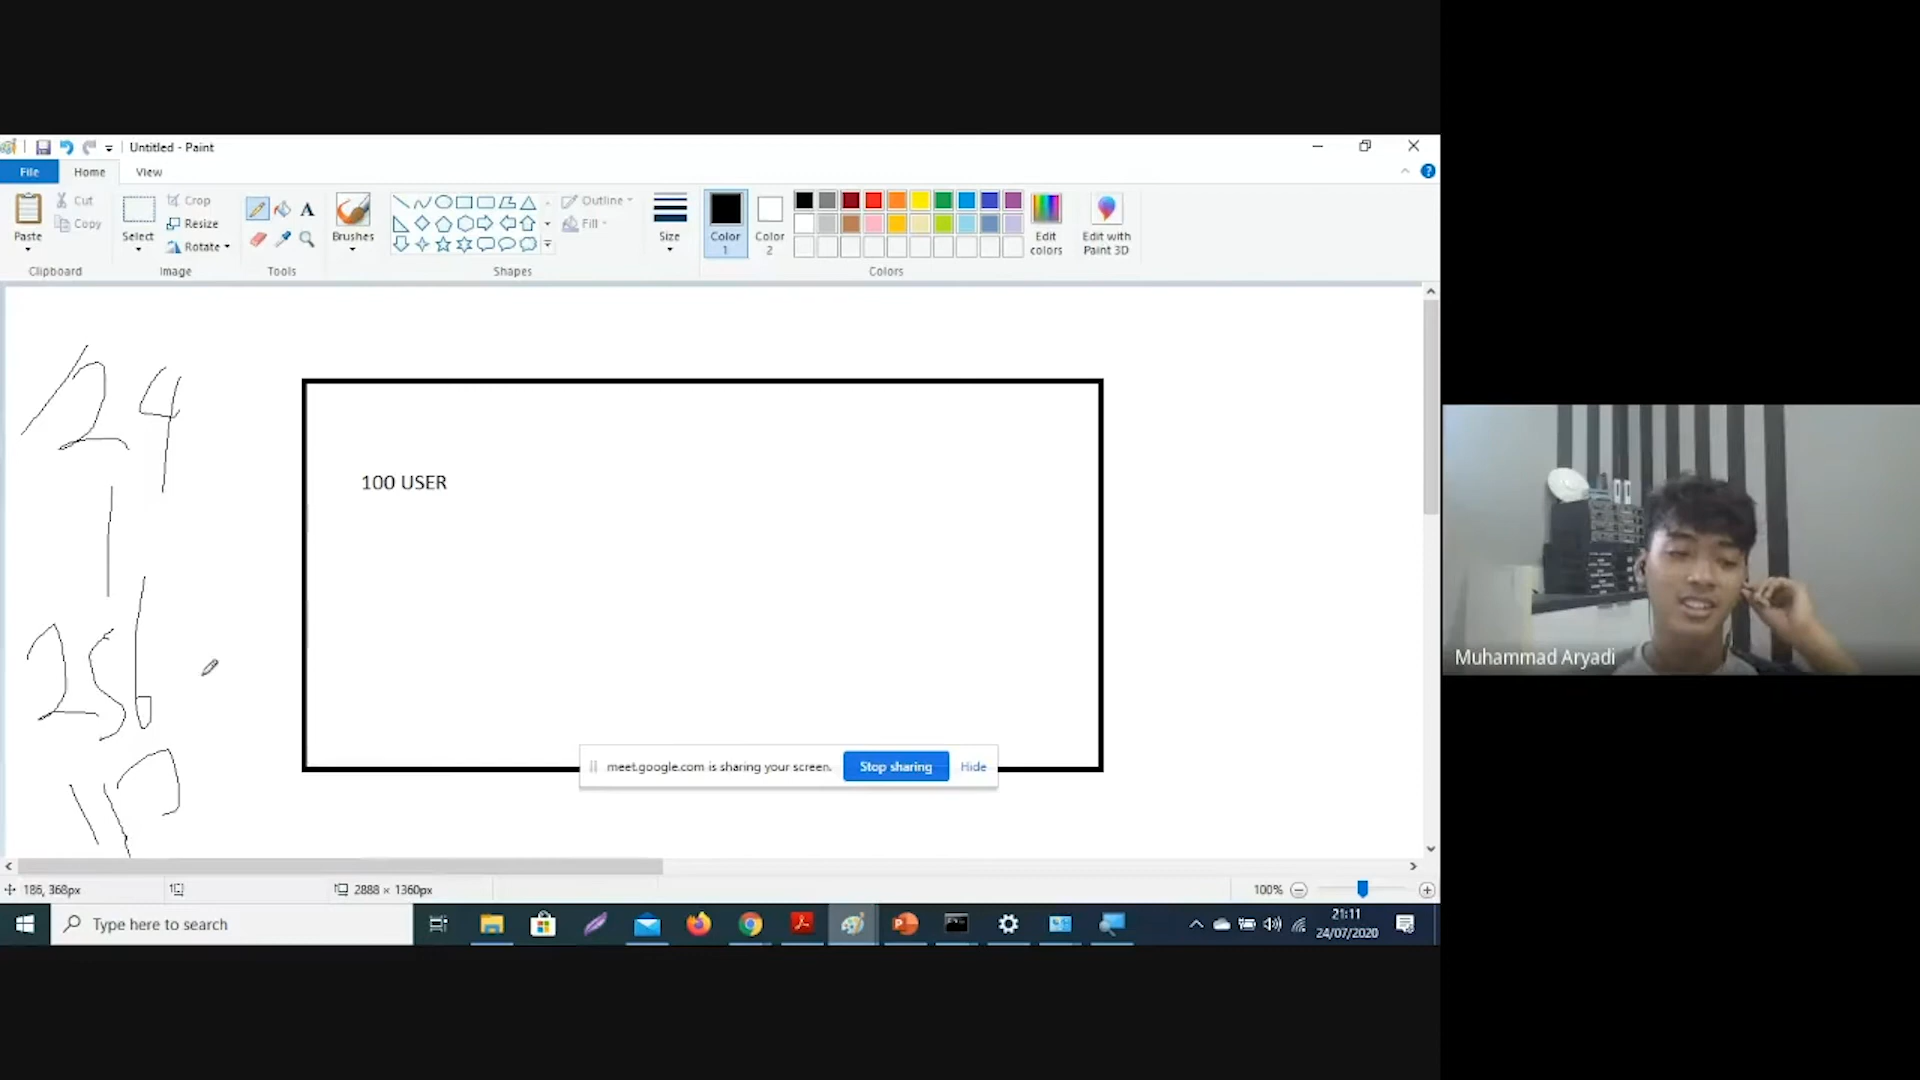 Untitled - Paint
File
Home
View
Paste
Cut
Copy
Clipboard
Select
Crop
Resize
Rotate
Image
Tools
Brushes
Shapes
Outline
Fill
Size
Color
1
Color
2
Colors
Edit
colors
Edit with
Paint 3D
/24
100 USER
256
IP
meet.google.com is sharing your screen.
Stop sharing
Hide
Muhammad Aryadi
186, 368px
2888 × 1360px
100%
Type here to search
21:11
24/07/2020